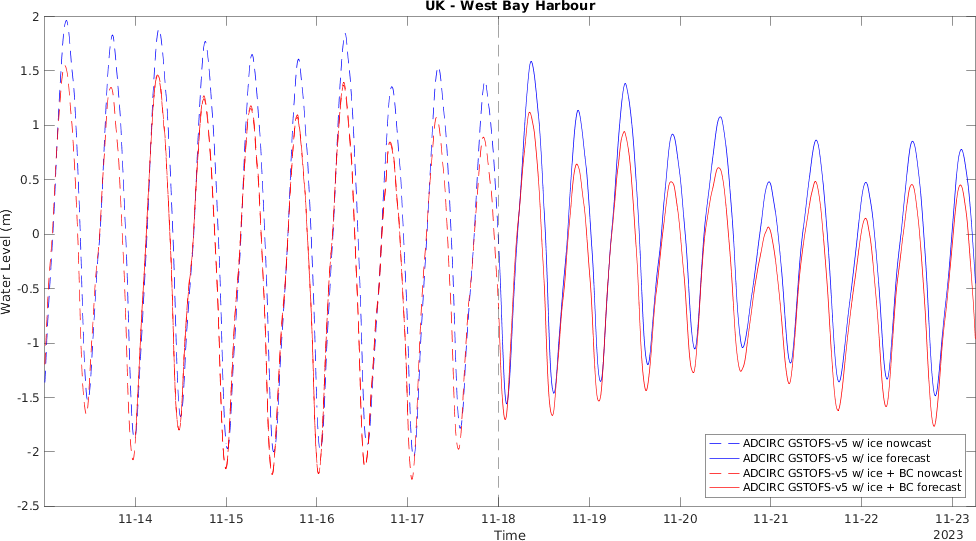 UK - West Bay Harbour
2
1.5
1
0.5
0
-0.5
-1
-1.5
-2
-2.5
Water Level (m)
11-14 11-15 11-16 11-17 11-18 11-19 11-20 11-21 11-22 11-23
2023
Time
ADCIRC GSTOFS-v5 w/ ice nowcast
ADCIRC GSTOFS-v5 w/ ice forecast
ADCIRC GSTOFS-v5 w/ ice + BC nowcast
ADCIRC GSTOFS-v5 w/ ice + BC forecast